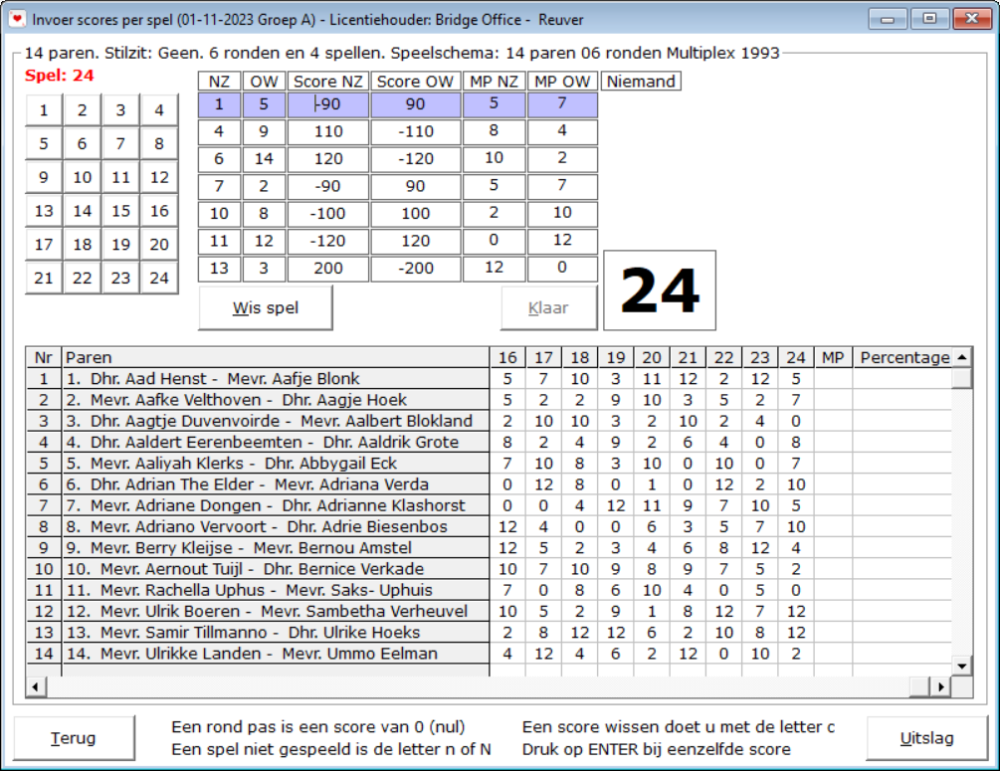 Invoer scores per spel (01-11-2023 Groep A) - Licentiehouder: Bridge Office -  Reuver
14 paren. Stilzit: Geen. 6 ronden en 4 spellen. Speelschema: 14 paren 06 ronden Multiplex 1993
Spel: 24
1 2 3 4
5 6 7 8
9 10 11 12
13 14 15 16
17 18 19 20
21 22 23 24
NZ OW Score NZ Score OW MP NZ MP OW Niemand
1 5 -90 90 5 7
4 9 110 -110 8 4
6 14 120 -120 10 2
7 2 -90 90 5 7
10 8 -100 100 2 10
11 12 -120 120 0 12
13 3 200 -200 12 0
Wis spel Klaar 24
Nr Paren 16 17 18 19 20 21 22 23 24 MP Percentage
1 1. Dhr. Aad Henst - Mevr. Aafje Blonk 5 7 10 3 11 12 2 12 5
2 2. Mevr. Aafke Velthoven - Dhr. Aagje Hoek 5 2 2 9 10 3 5 2 7
3 3. Dhr. Aagtje Duvenvoirde - Mevr. Aalbert Blokland 2 10 10 3 2 10 2 4 0
4 4. Dhr. Aaldert Eerenbeemten - Dhr. Aaldrik Grote 8 2 4 9 2 6 4 0 8
5 5. Mevr. Aaliyah Klerks - Dhr. Abbygail Eck 7 10 8 3 10 0 10 0 7
6 6. Dhr. Adrian The Elder - Mevr. Adriana Verda 0 12 8 0 1 0 12 2 10
7 7. Mevr. Adriane Dongen - Dhr. Adrianne Klashorst 0 0 4 12 11 9 7 10 5
8 8. Mevr. Adriano Vervoort - Dhr. Adrie Biesenbos 12 4 0 0 6 3 5 7 10
9 9. Mevr. Berry Kleijse - Mevr. Bernou Amstel 12 5 2 3 4 6 8 12 4
10 10. Mevr. Aernout Tuijl - Dhr. Bernice Verkade 10 7 10 9 8 9 7 5 2
11 11. Mevr. Rachella Uphus - Mevr. Saks- Uphuis 7 0 8 6 10 4 0 5 0
12 12. Mevr. Ulrik Boeren - Mevr. Sambetha Verheuvel 10 5 2 9 1 8 12 7 12
13 13. Mevr. Samir Tillmanno - Dhr. Ulrike Hoeks 2 8 12 12 6 2 10 8 12
14 14. Mevr. Ulrikke Landen - Mevr. Ummo Eelman 4 12 4 6 2 12 0 10 2
Terug
Een rond pas is een score van 0 (nul)
Een spel niet gespeeld is de letter n of N
Een score wissen doet u met de letter c
Druk op ENTER bij eenzelfde score
Uitslag